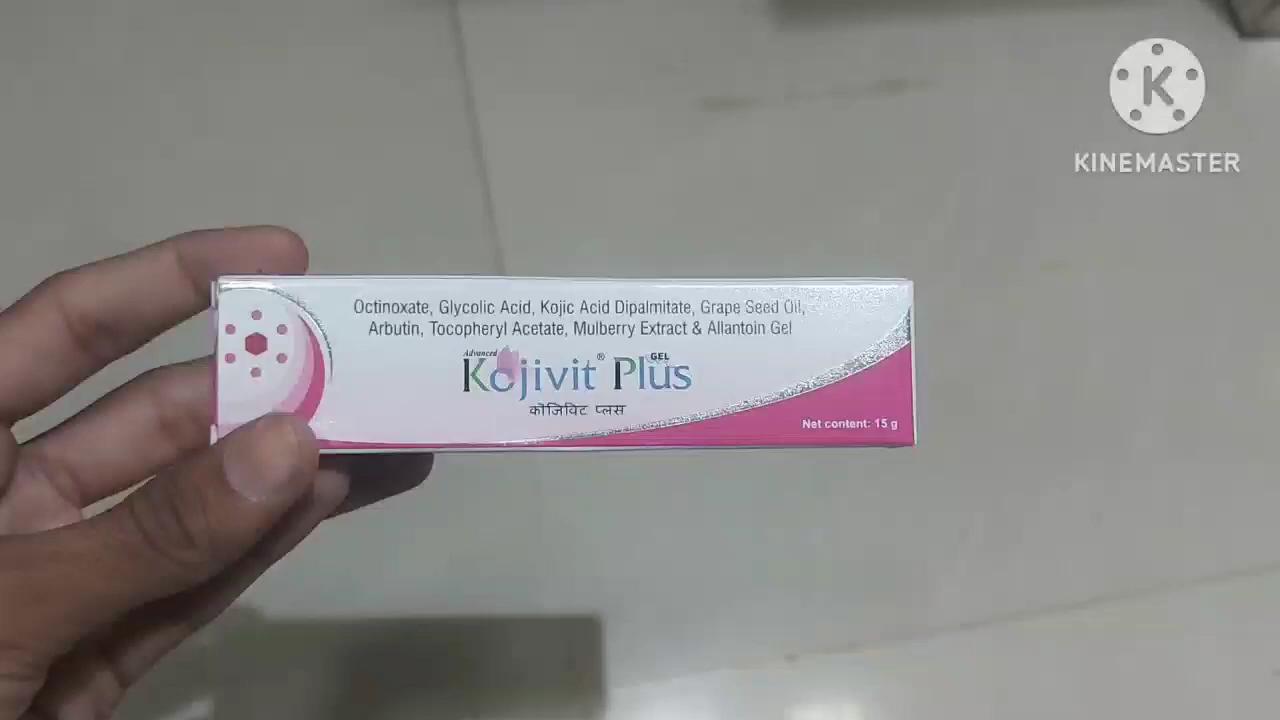 K
KINEMASTER
Octinoxate, Glycolic Acid, Kojic Acid Dipalmitate, Grape Seed Oil,
Arbutin, Tocopheryl Acetate, Mulberry Extract & Allantoin Gel
Advanced
Kojivit® Plus GEL
कोजिविट प्लस
Net content: 15 g